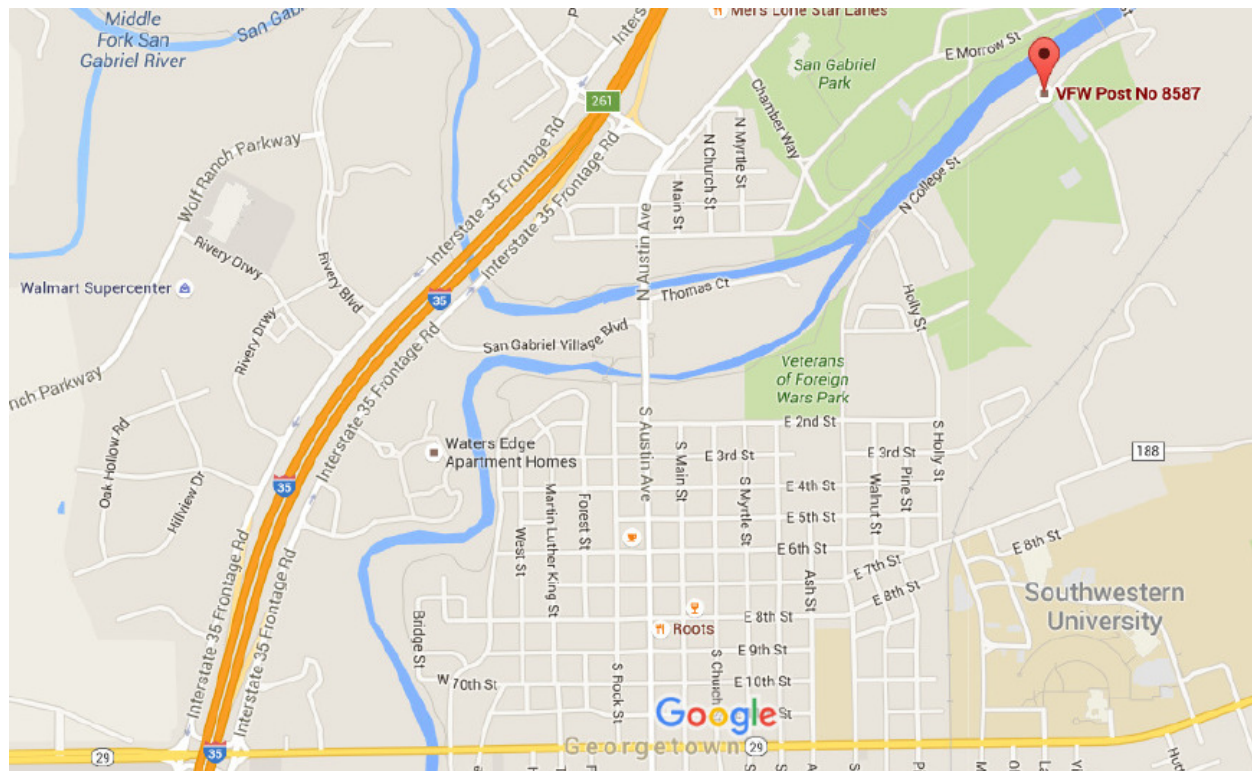 Middle
Fork San
Gabriel River
San Gab
Interstate 35 Frontage Rd
Inters
Mel's Lone Star Lanes
E Morrow St
San Gabriel
Park
VFW Post No 8587
261
Chamber Way
Wolf Ranch Parkway
N Myrtle St
N Church St
Main St
N College St
Interstate 35 Frontage Rd
Rivery Drwy
Rivery Blvd
Walmart Supercenter
35
N Austin Ave
Thomas Ct
Holly St
Rivery Drwy
San Gabriel Village Blvd
Veterans
of Foreign
Wars Park
nch Parkway
Interstate 35 Frontage Rd
E 2nd St
S Austin Ave
S Holly St
Waters Edge
Apartment Homes
S Main St
E 3rd St
E 3rd St
188
Oak Hollow Rd
Hillview Dr
35
Martin Luther King St
Forest St
S Myrtle St
E 4th St
Walnut St
Pine St
E 5th St
West St
E 6th St
E 7th St
E 8th St
Ash St
E 8th St
Southwestern
University
Interstate 35 Frontage Rd
Interstate 35 Frontage Rd
Bridge St
Roots
E 8th St
E 9th St
W 70th St
S Rock St
S Church
E 10th St
Google
St
Georgetown
29
29
35